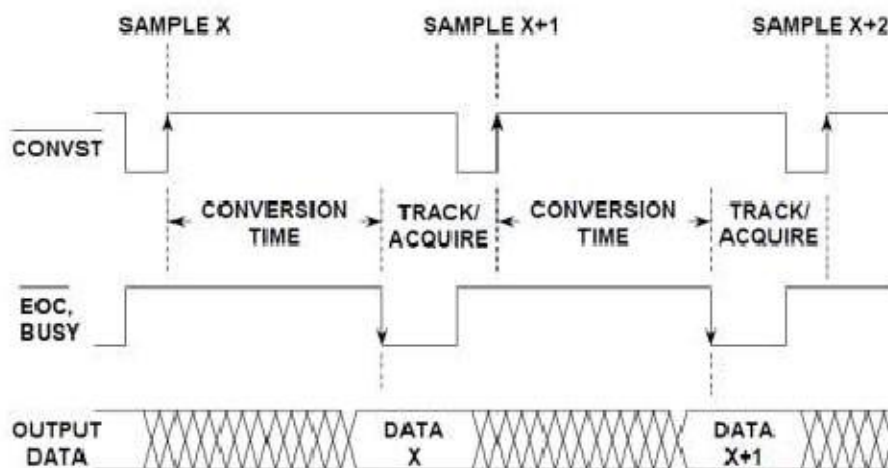 SAMPLE X SAMPLE X+1 SAMPLE X+2
CONVST
CONVERSION TIME
TRACK/ ACQUIRE
CONVERSION TIME
TRACK/ ACQUIRE
EOC,
BUSY
OUTPUT
DATA
DATA
X
DATA
X+1